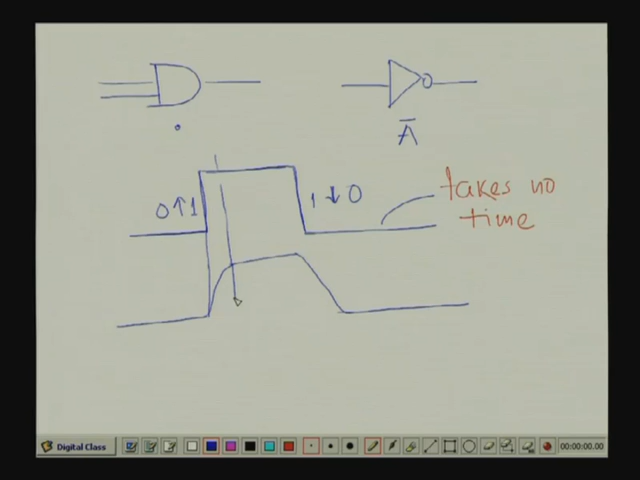 A̅
0↑1
1↓0
takes no
time
Digital Class
00:00:00.00